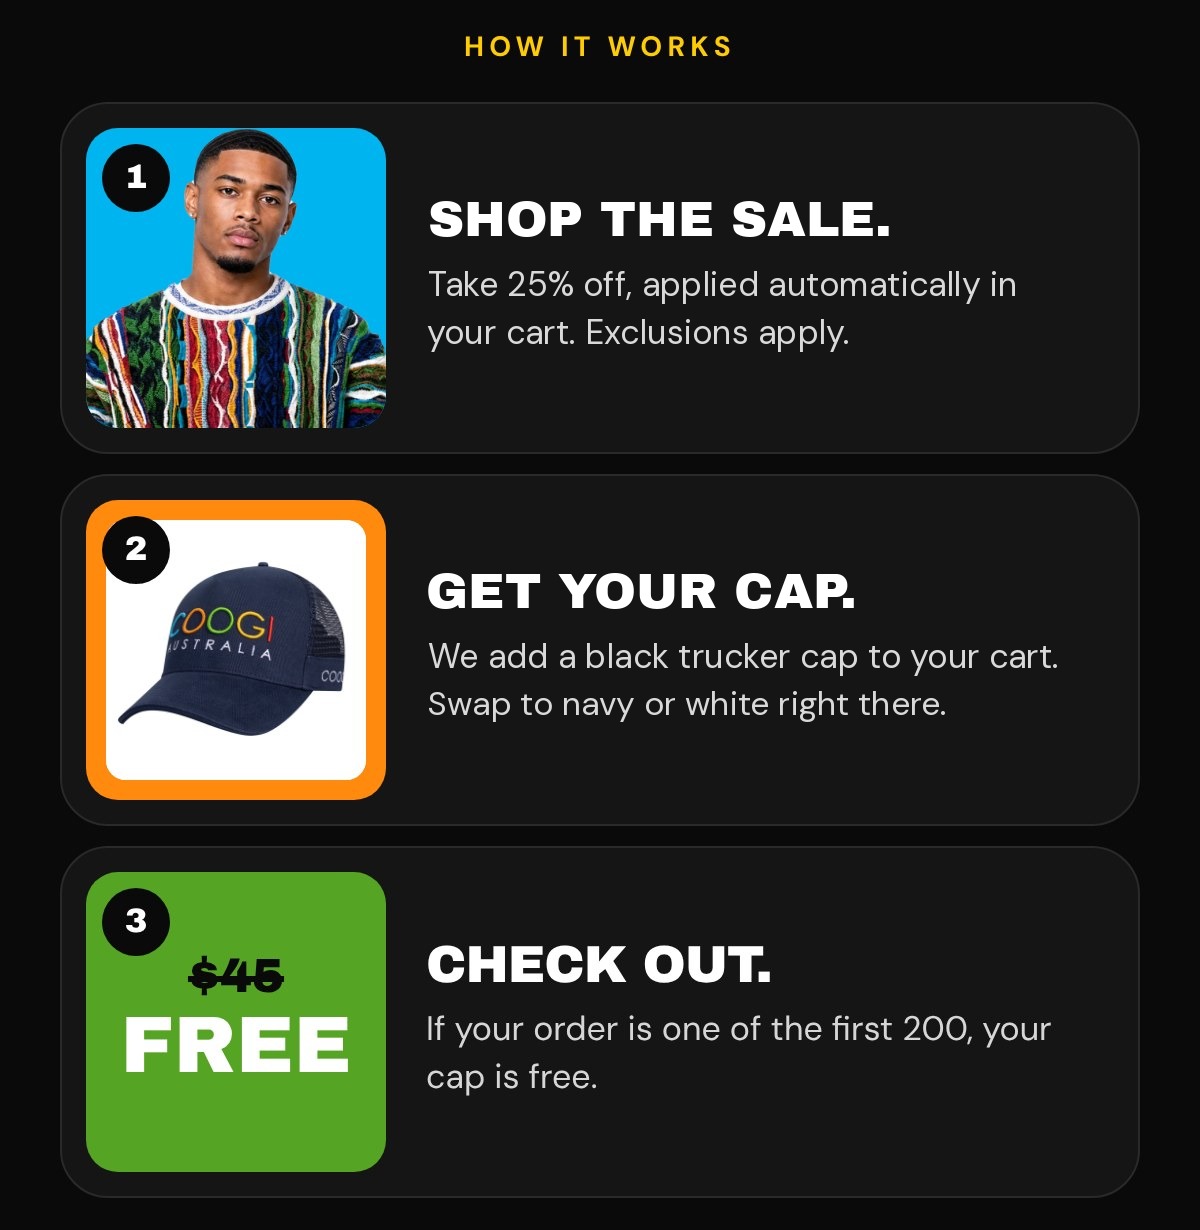 HOW IT WORKS
1
SHOP THE SALE.
Take 25% off, applied automatically in
your cart. Exclusions apply.
2
COOGI
AUSTRALIA
COO
GET YOUR CAP.
We add a black trucker cap to your cart.
Swap to navy or white right there.
3
$45
FREE
CHECK OUT.
If your order is one of the first 200, your
cap is free.